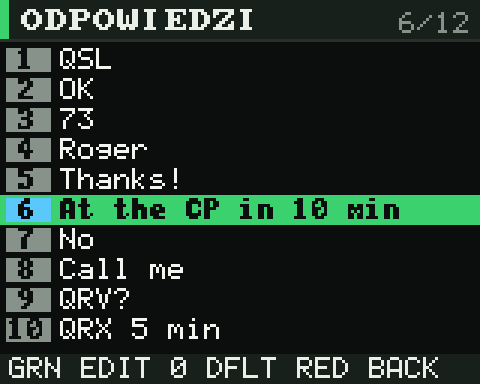 ODPOWIEDZI 6/12
1 QSL
2 OK
3 73
4 Roger
5 Thanks!
6 At the CP in 10 min
7 No
8 Call me
9 QRV?
10 QRX 5 min
GRN EDIT 0 DFLT RED BACK